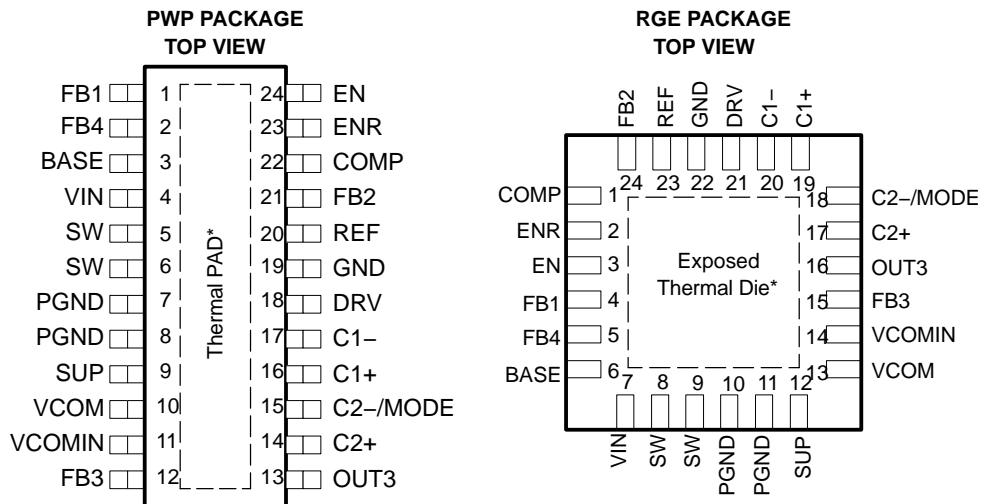 PWP PACKAGE
TOP VIEW
FB1 1 24 EN
FB4 2 23 ENR
BASE 3 22 COMP
VIN 4 21 FB2
SW 5 20 REF
SW 6 19 GND
PGND 7 18 DRV
PGND 8 17 C1–
SUP 9 16 C1+
VCOM 10 15 C2–/MODE
VCOMIN 11 14 C2+
FB3 12 13 OUT3
Thermal PAD*
RGE PACKAGE
TOP VIEW
FB2 REF GND DRV C1– C1+
24 23 22 21 20 19
COMP 1 18 C2–/MODE
ENR 2 17 C2+
EN 3 16 OUT3
FB1 4 15 FB3
FB4 5 14 VCOMIN
BASE 6 13 VCOM
Exposed
Thermal Die*
7 8 9 10 11 12
VIN SW SW PGND PGND SUP